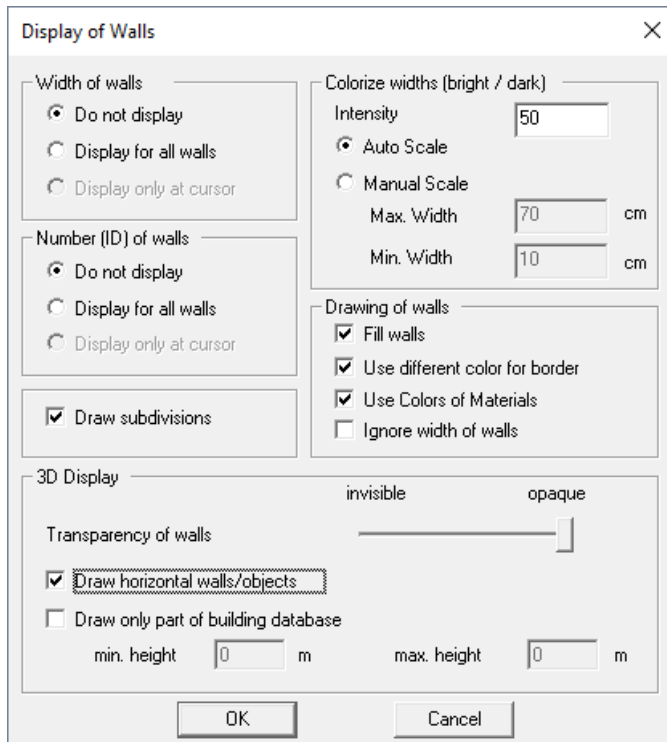 Display of Walls
Width of walls
Do not display
Display for all walls
Display only at cursor
Number (ID) of walls
Do not display
Display for all walls
Display only at cursor
Draw subdivisions
Colorize widths (bright / dark)
Intensity 50
Auto Scale
Manual Scale
Max. Width 70 cm
Min. Width 10 cm
Drawing of walls
Fill walls
Use different color for border
Use Colors of Materials
Ignore width of walls
3D Display
invisible opaque
Transparency of walls
Draw horizontal walls/objects
Draw only part of building database
min. height 0 m max. height 0 m
OK Cancel